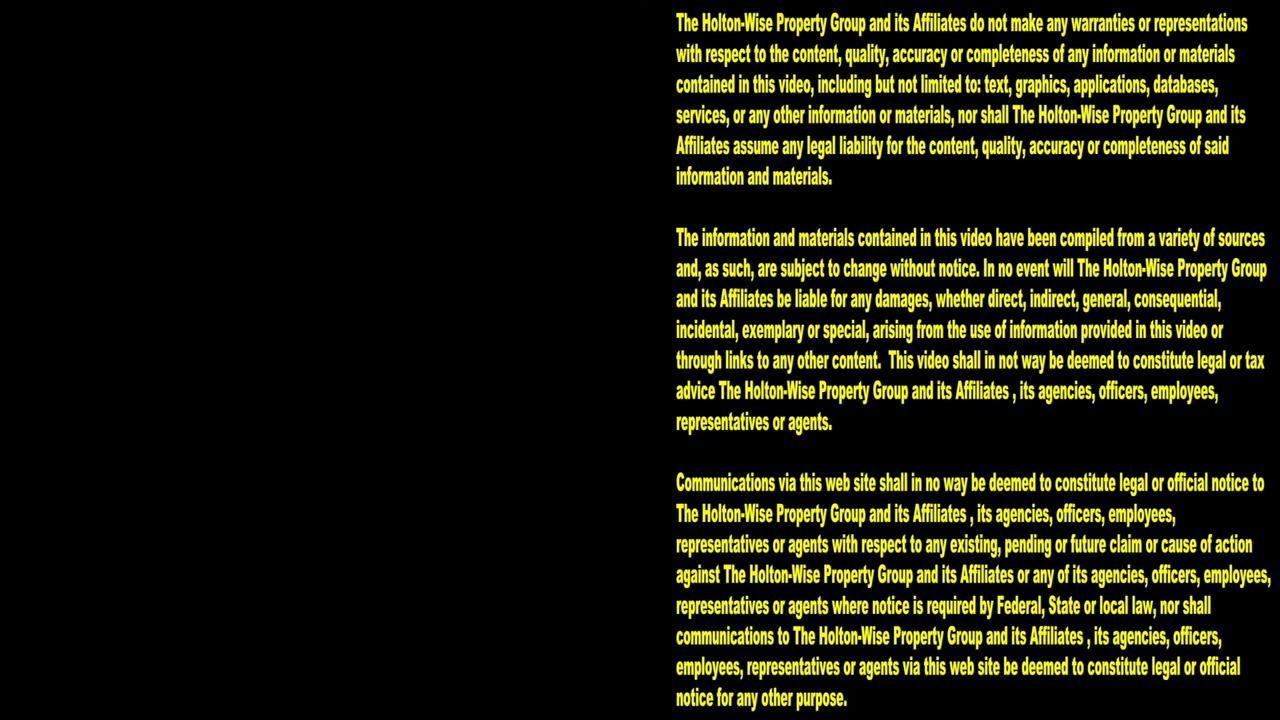 The Holton-Wise Property Group and its Affiliates do not make any warranties or representations
with respect to the content, quality, accuracy or completeness of any information or materials
contained in this video, including but not limited to: text, graphics, applications, databases,
services, or any other information or materials, nor shall The Holton-Wise Property Group and its
Affiliates assume any legal liability for the content, quality, accuracy or completeness of said
information and materials.
The information and materials contained in this video have been compiled from a variety of sources
and, as such, are subject to change without notice. In no event will The Holton-Wise Property Group
and its Affiliates be liable for any damages, whether direct, indirect, general, consequential,
incidental, exemplary or special, arising from the use of information provided in this video or
through links to any other content.  This video shall in not way be deemed to constitute legal or tax
advice The Holton-Wise Property Group and its Affiliates , its agencies, officers, employees,
representatives or agents.
Communications via this web site shall in no way be deemed to constitute legal or official notice to
The Holton-Wise Property Group and its Affiliates , its agencies, officers, employees,
representatives or agents with respect to any existing, pending or future claim or cause of action
against The Holton-Wise Property Group and its Affiliates or any of its agencies, officers, employees,
representatives or agents where notice is required by Federal, State or local law, nor shall
communications to The Holton-Wise Property Group and its Affiliates , its agencies, officers,
employees, representatives or agents via this web site be deemed to constitute legal or official
notice for any other purpose.